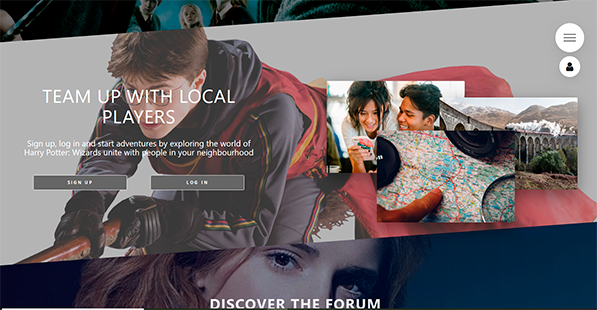 TEAM UP WITH LOCAL
PLAYERS
Sign up, log in and start adventures by exploring the world of
Harry Potter: Wizards unite with people in your neighbourhood
SIGN UP
LOG IN
DISCOVER THE FORUM